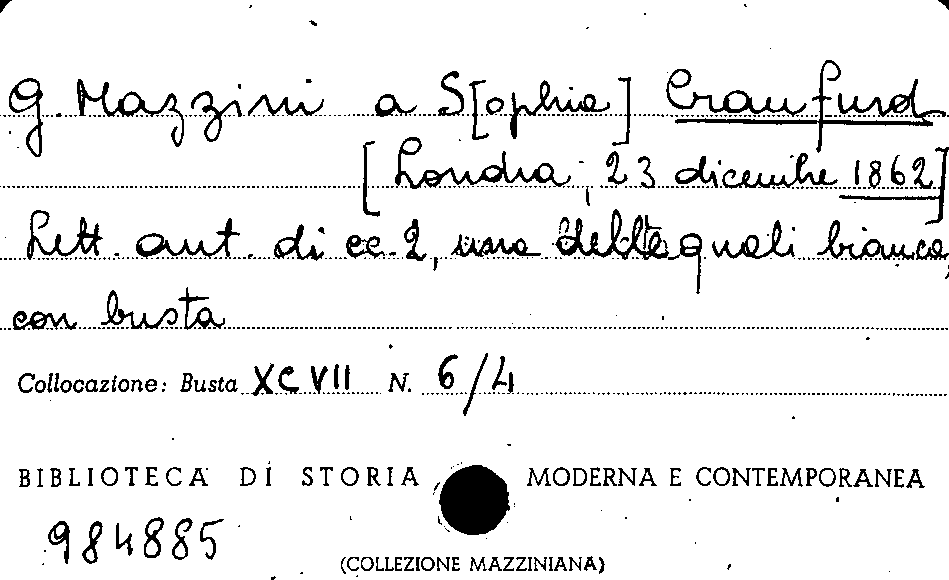 G. Mazzini a S[ophia] Craufurd
[Londra, 23 dicembre 1862]
Lett. aut. di cc. 2, una delle quali bianca,
con busta
Collocazione: Busta XCVII N. 6/4
BIBLIOTECA DI STORIA MODERNA E CONTEMPORANEA
984885
(COLLEZIONE MAZZINIANA)